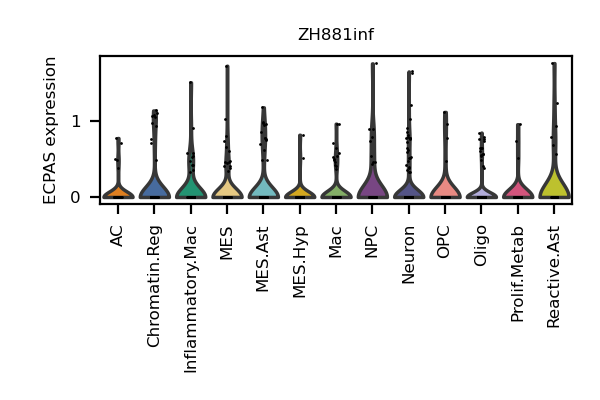 ZH881inf
ECPAS expression
1
0
AC
Chromatin.Reg
Inflammatory.Mac
MES
MES.Ast
MES.Hyp
Mac
NPC
Neuron
OPC
Oligo
Prolif.Metab
Reactive.Ast